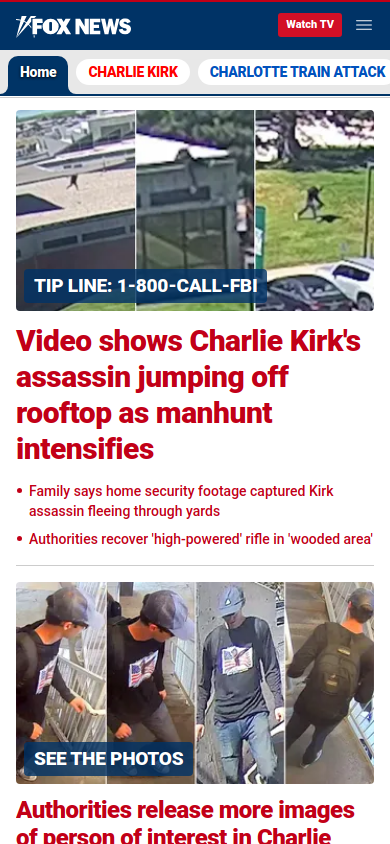 FOX NEWS
Watch TV
Home
CHARLIE KIRK
CHARLOTTE TRAIN ATTACK
TIP LINE: 1-800-CALL-FBI
Video shows Charlie Kirk's
assassin jumping off
rooftop as manhunt
intensifies
• Family says home security footage captured Kirk
assassin fleeing through yards
• Authorities recover 'high-powered' rifle in 'wooded area'
SEE THE PHOTOS
Authorities release more images
of person of interest in Charlie